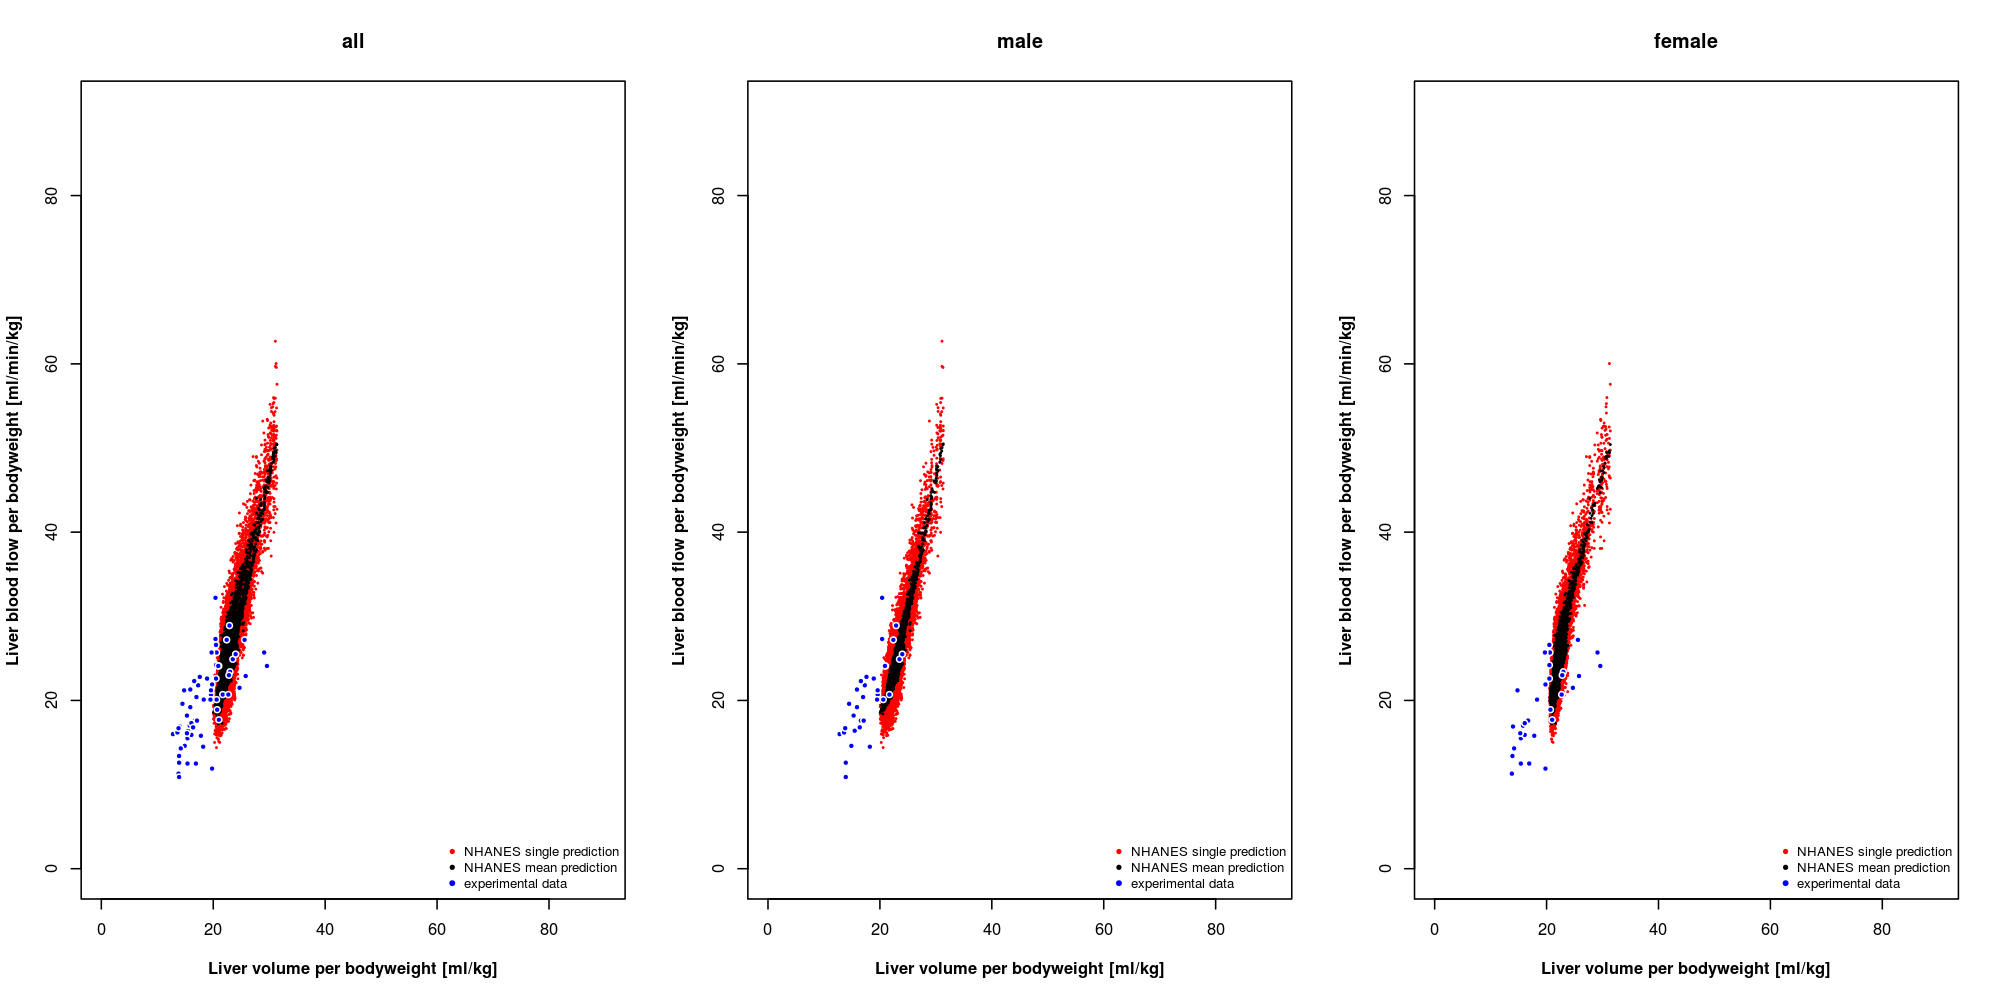 all
Liver blood flow per bodyweight [ml/min/kg]
80
60
40
20
0
NHANES single prediction
NHANES mean prediction
experimental data
0 20 40 60 80
Liver volume per bodyweight [ml/kg]
male
Liver blood flow per bodyweight [ml/min/kg]
80
60
40
20
0
NHANES single prediction
NHANES mean prediction
experimental data
0 20 40 60 80
Liver volume per bodyweight [ml/kg]
female
Liver blood flow per bodyweight [ml/min/kg]
80
60
40
20
0
NHANES single prediction
NHANES mean prediction
experimental data
0 20 40 60 80
Liver volume per bodyweight [ml/kg]